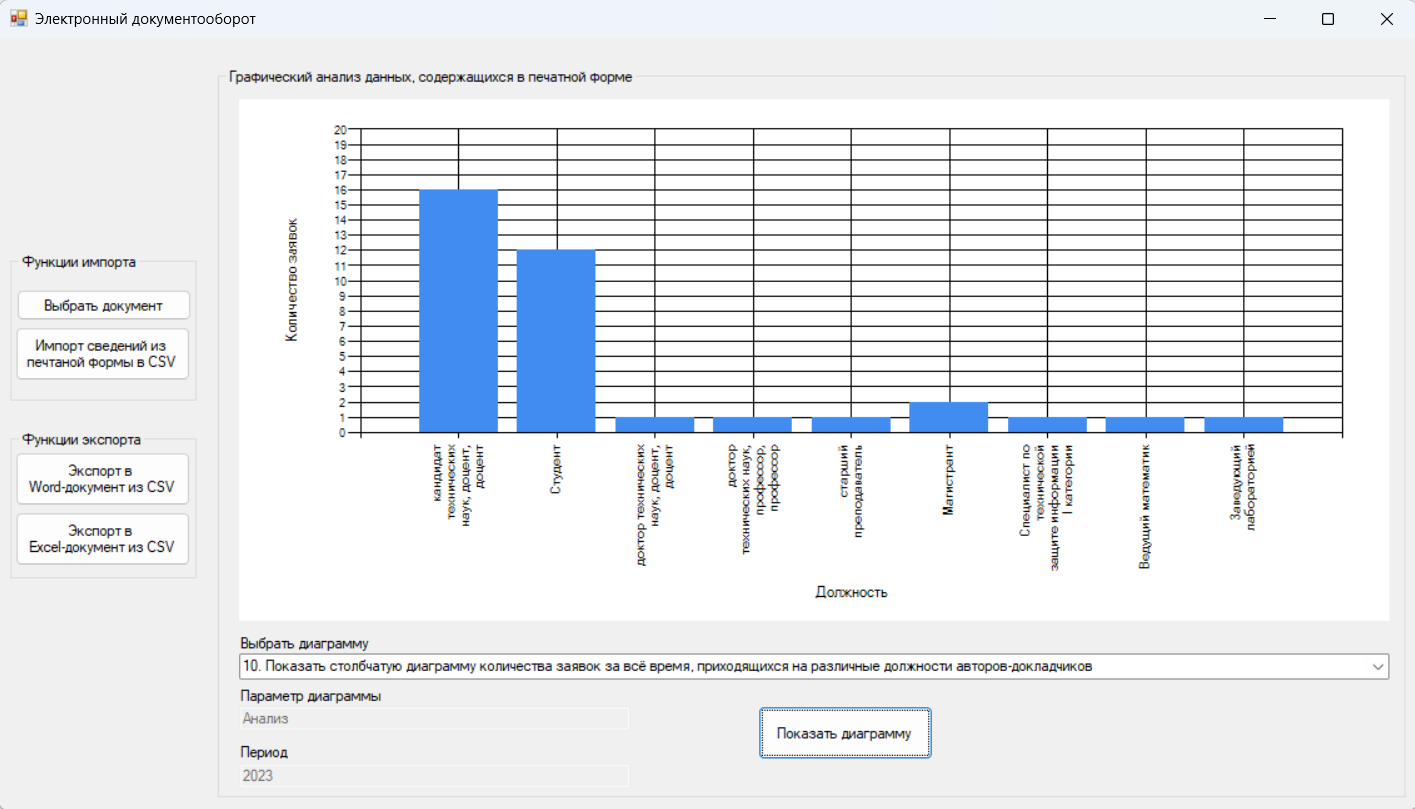 Электронный документооборот
Графический анализ данных, содержащихся в печатной форме
Функции импорта
Выбрать документ
Импорт сведений из
печтаной формы в CSV
Функции экспорта
Экспорт в
Word-документ из CSV
Экспорт в
Excel-документ из CSV
Количество заявок
20
19
18
17
16
15
14
13
12
11
10
9
8
7
6
5
4
3
2
1
0
кандидат
технических
наук, доцент,
доцент
Студент
доктор технических
наук, доцент,
доцент
доктор
технических наук,
профессор,
профессор
старший
преподаватель
Магистрант
Специалист по
технической
защите информации
I категории
Ведущий математик
Заведующий
лабораторией
Должность
Выбрать диаграмму
10. Показать столбчатую диаграмму количества заявок за всё время, приходящихся на различные должности авторов-докладчиков
Параметр диаграммы
Анализ
Период
2023
Показать диаграмму